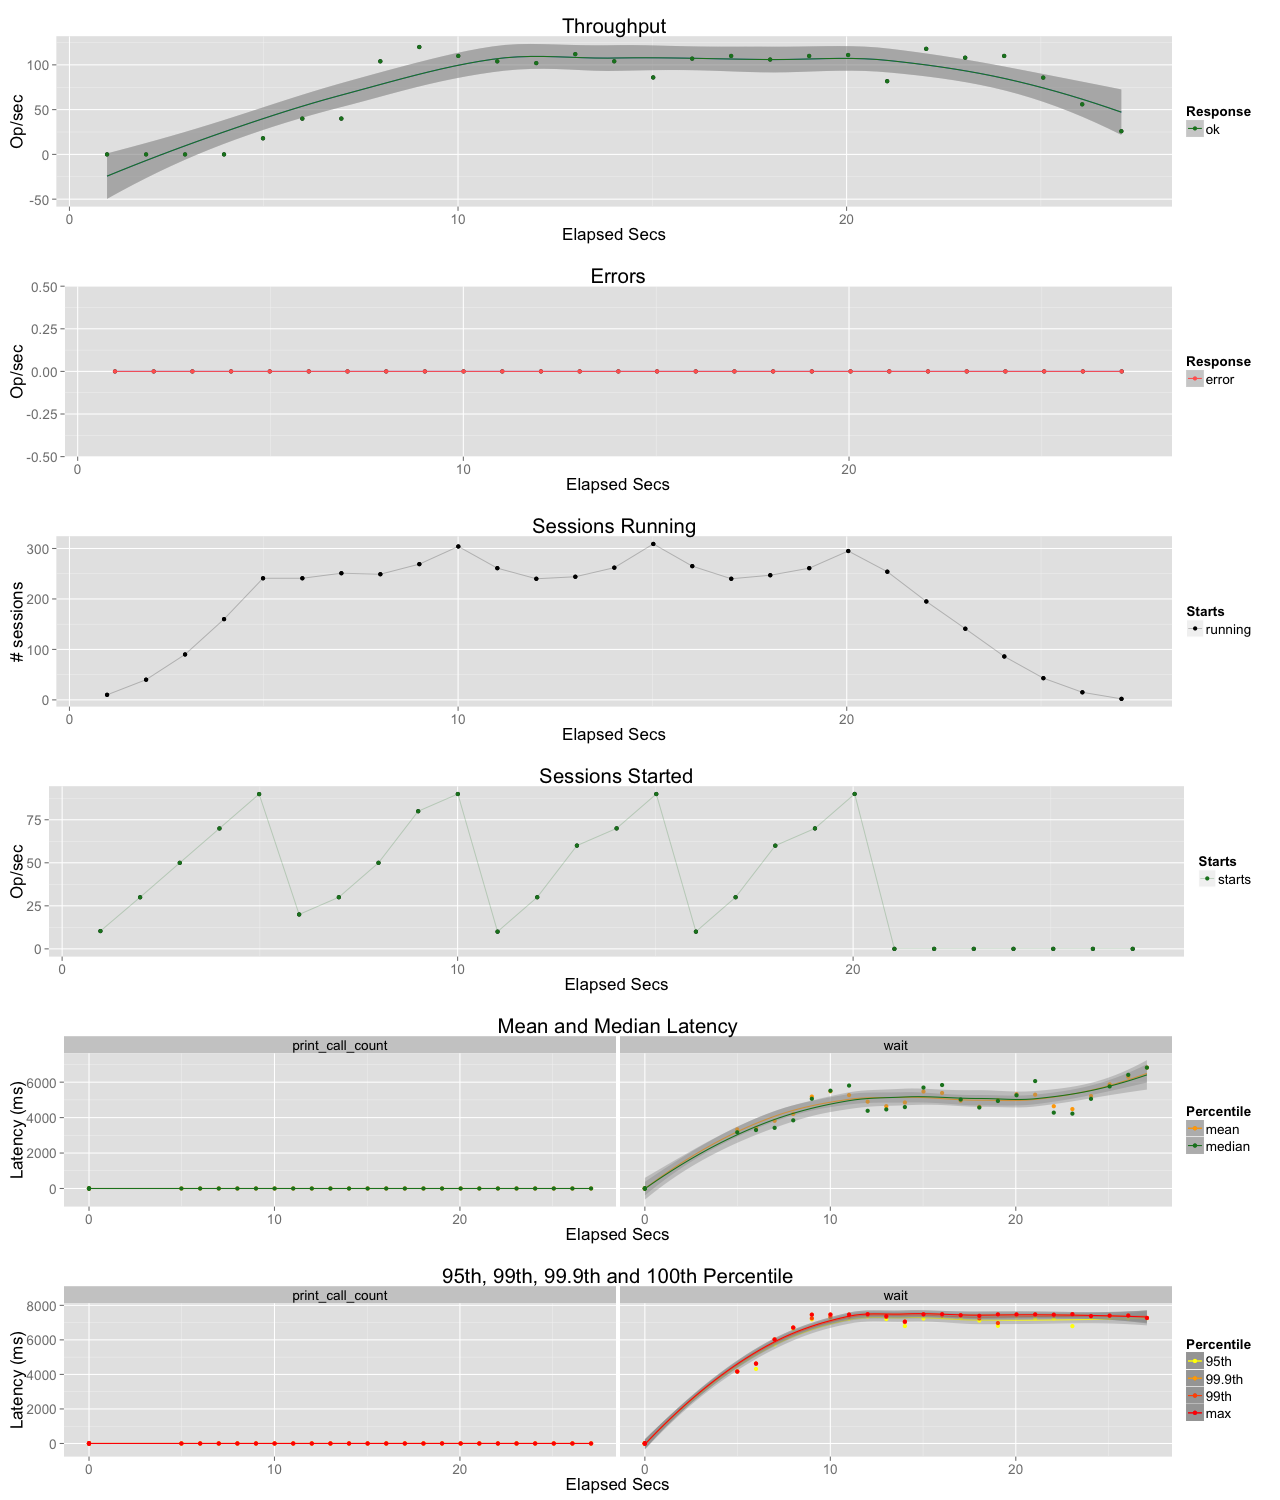 Throughput
100
50
0
-50
Op/sec
0 10 20
Elapsed Secs
Response
ok
Errors
0.50
0.25
0.00
-0.25
-0.50
Op/sec
0 10 20
Elapsed Secs
Response
error
Sessions Running
300
200
100
0
# sessions
0 10 20
Elapsed Secs
Starts
running
Sessions Started
75
50
25
0
Op/sec
0 10 20
Elapsed Secs
Starts
starts
Mean and Median Latency
print_call_count wait
6000
4000
2000
0
Latency (ms)
0 10 20 0 10 20
Elapsed Secs
Percentile
mean
median
95th, 99th, 99.9th and 100th Percentile
print_call_count wait
8000
6000
4000
2000
0
Latency (ms)
0 10 20 0 10 20
Elapsed Secs
Percentile
95th
99.9th
99th
max